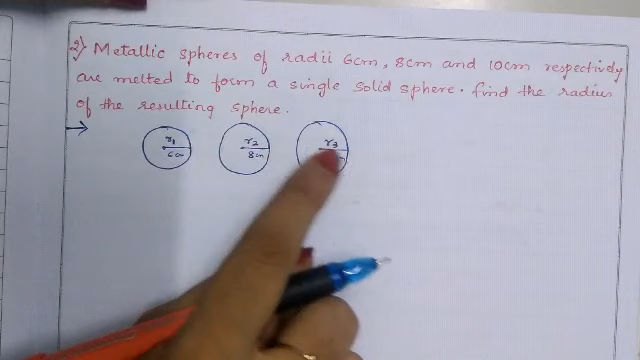 2) Metallic spheres of radii 6cm, 8cm and 10cm respectively
are melted to form a single solid sphere. find the radius
of the resulting sphere.
→
r1 r2 r3
6cm 8cm